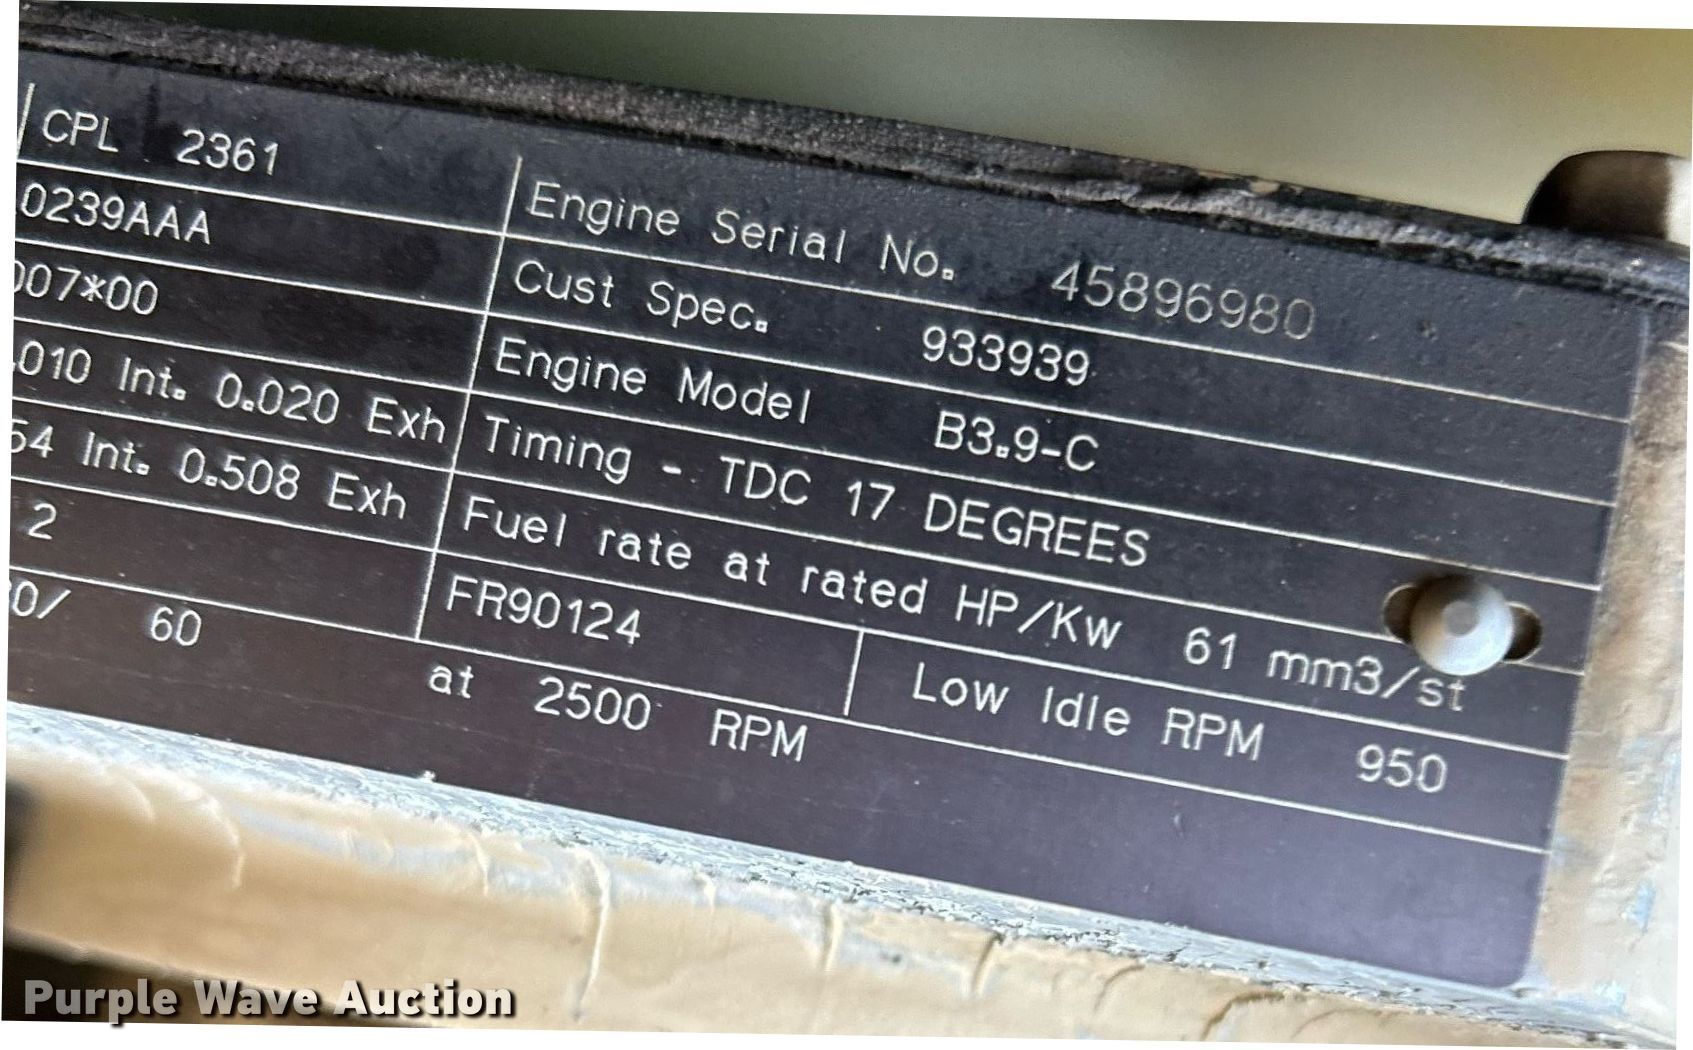 CPL 2361
Engine Serial No. 45896980
0239AAA
Cust Spec. 933939
007*00
Engine Model B3.9-C
.010 Int. 0.020 Exh
Timing - TDC 17 DEGREES
54 Int. 0.508 Exh
Fuel rate at rated HP/Kw 61 mm3/st
2
FR90124
Low Idle RPM 950
0/ 60 at 2500 RPM
Purple Wave Auction